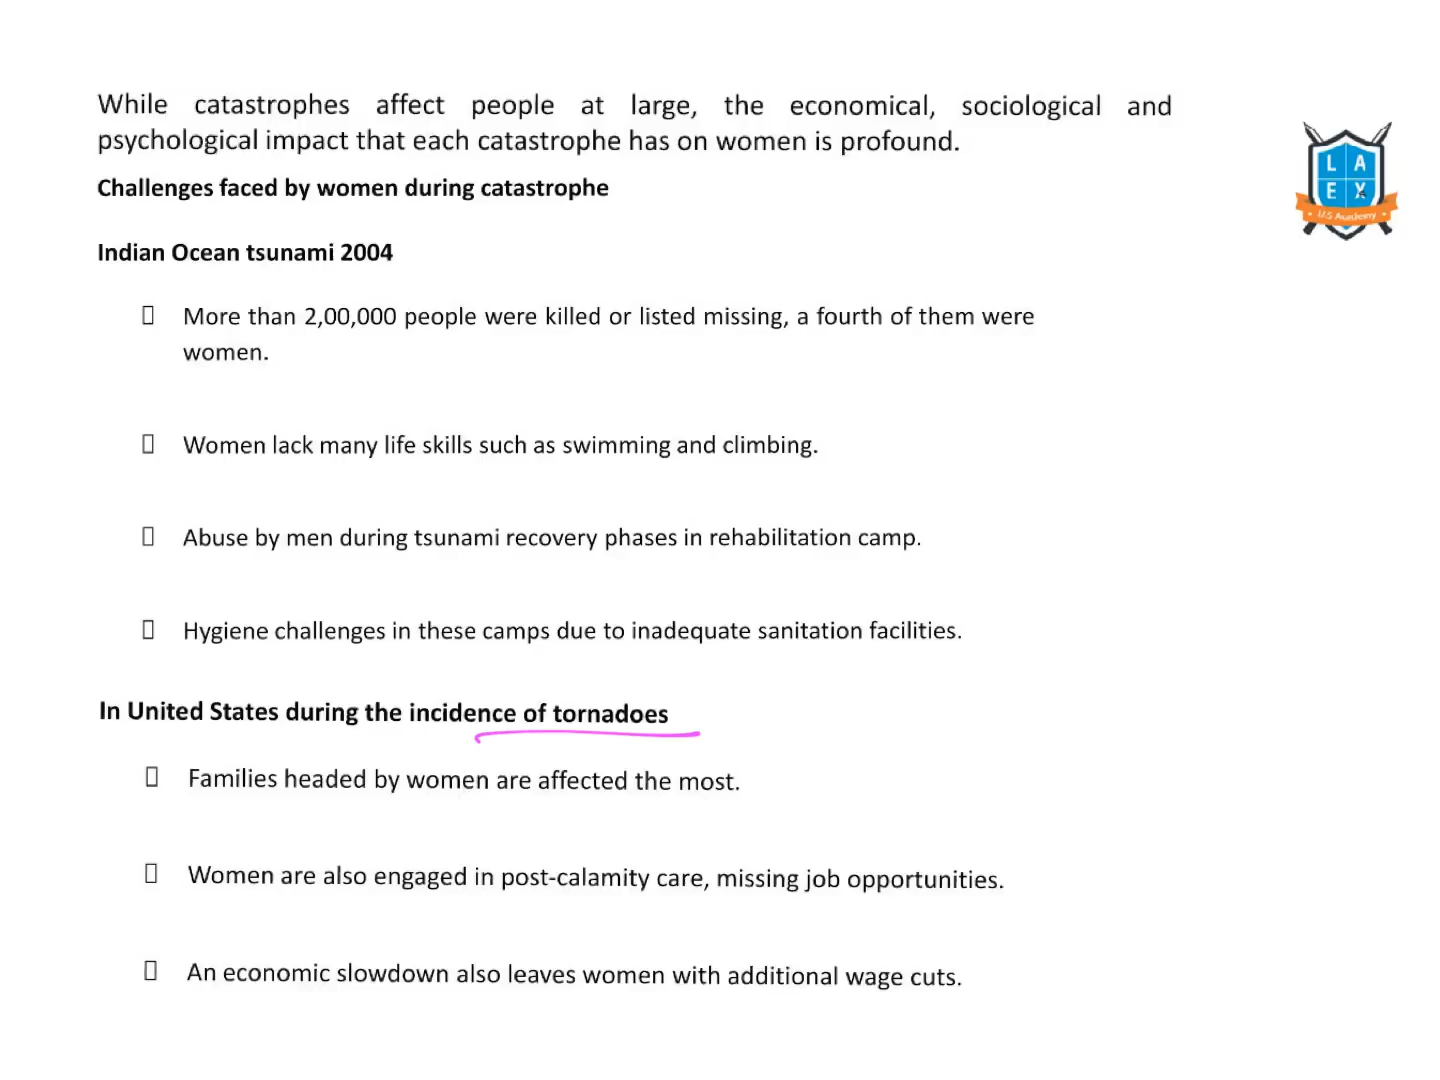 While catastrophes affect people at large, the economical, sociological and
psychological impact that each catastrophe has on women is profound.
Challenges faced by women during catastrophe
Indian Ocean tsunami 2004
More than 2,00,000 people were killed or listed missing, a fourth of them were
women.
Women lack many life skills such as swimming and climbing.
Abuse by men during tsunami recovery phases in rehabilitation camp.
Hygiene challenges in these camps due to inadequate sanitation facilities.
In United States during the incidence of tornadoes
Families headed by women are affected the most.
Women are also engaged in post-calamity care, missing job opportunities.
An economic slowdown also leaves women with additional wage cuts.
L A
E X
U.S Academy